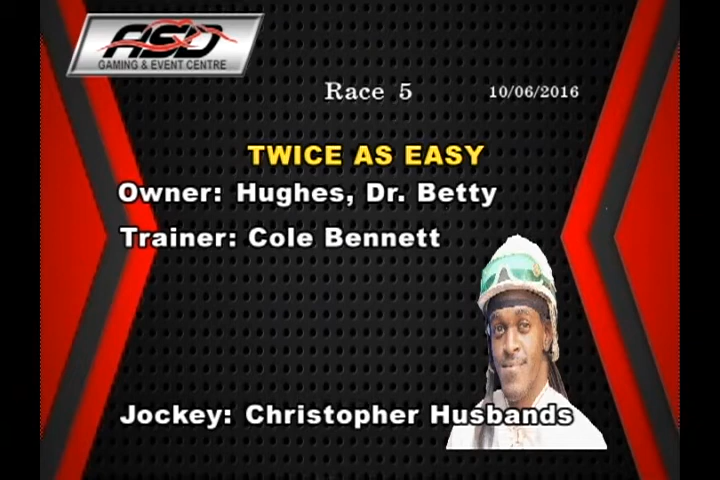 ASD
GAMING & EVENT CENTRE
Race 5
10/06/2016
TWICE AS EASY
Owner: Hughes, Dr. Betty
Trainer: Cole Bennett
Jockey: Christopher Husbands